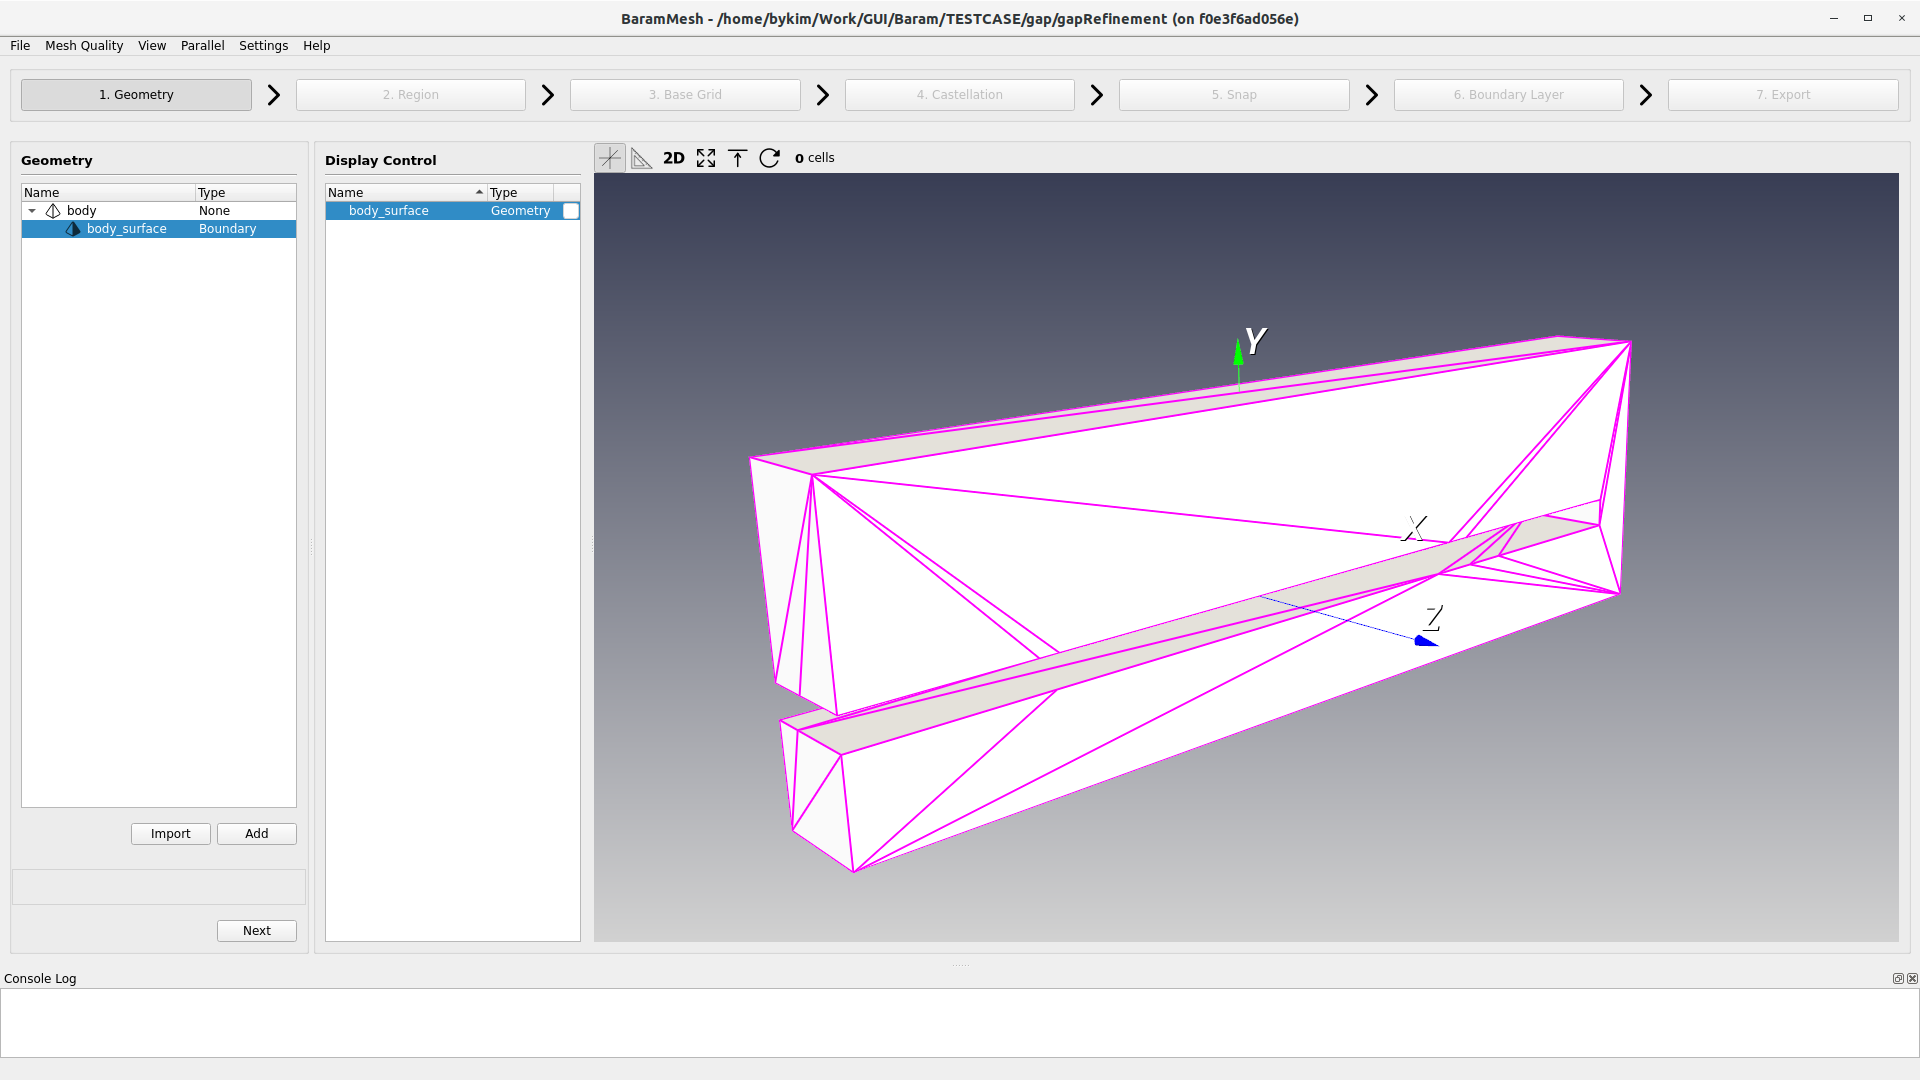 BaramMesh - /home/bykim/Work/GUI/Baram/TESTCASE/gap/gapRefinement (on f0e3f6ad056e)
File Mesh Quality View Parallel Settings Help
1. Geometry 2. Region 3. Base Grid 4. Castellation 5. Snap 6. Boundary Layer 7. Export
Geometry
Name Type
body None
body_surface Boundary
Import Add
Next
Display Control
Name Type
body_surface Geometry
2D 0 cells
Y
X
Z
Console Log